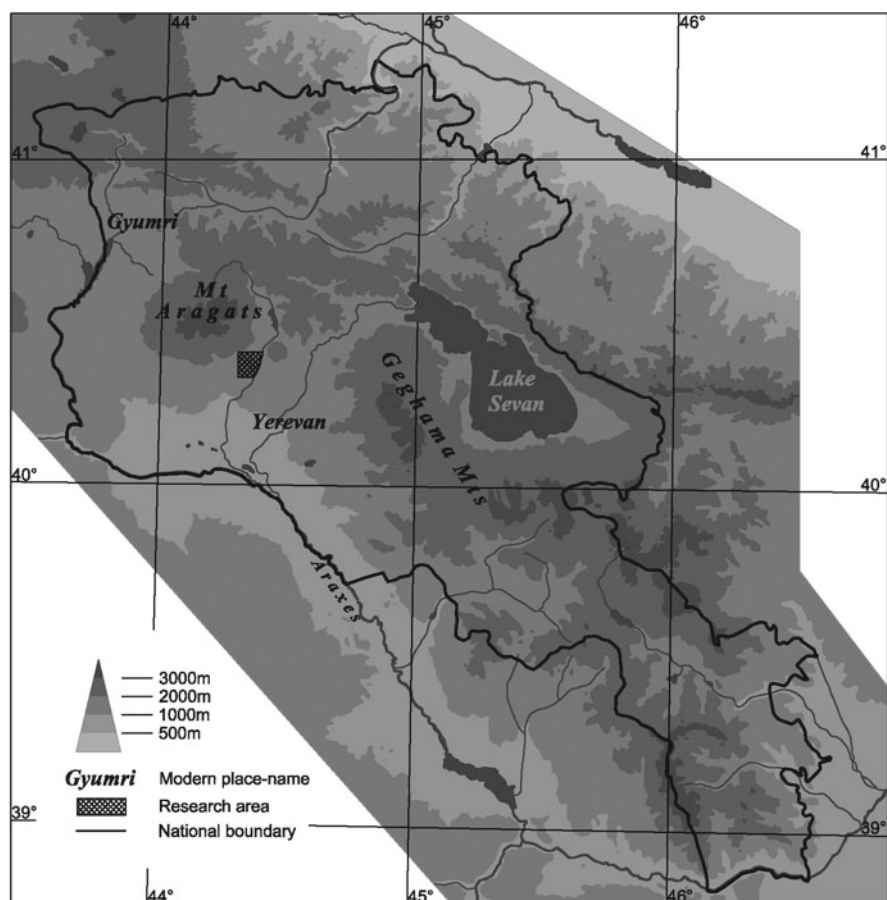 44°
45°
46°
41°
41°
Gyumri
Mt
Aragats
Geghama Mts
Lake
Sevan
Yerevan
40°
40°
Araxes
3000m
2000m
1000m
500m
Gyumri Modern place-name
Research area
National boundary
39°
39°
44°
45°
46°